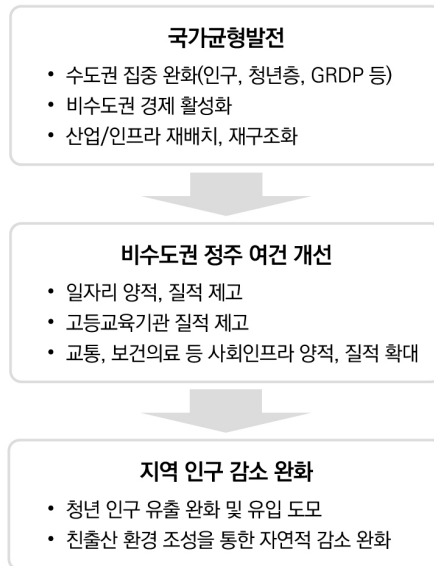 국가균형발전
• 수도권 집중 완화(인구, 청년층, GRDP 등)
• 비수도권 경제 활성화
• 산업/인프라 재배치, 재구조화
비수도권 정주 여건 개선
• 일자리 양적, 질적 제고
• 고등교육기관 질적 제고
• 교통, 보건의료 등 사회인프라 양적, 질적 확대
지역 인구 감소 완화
• 청년 인구 유출 완화 및 유입 도모
• 친출산 환경 조성을 통한 자연적 감소 완화